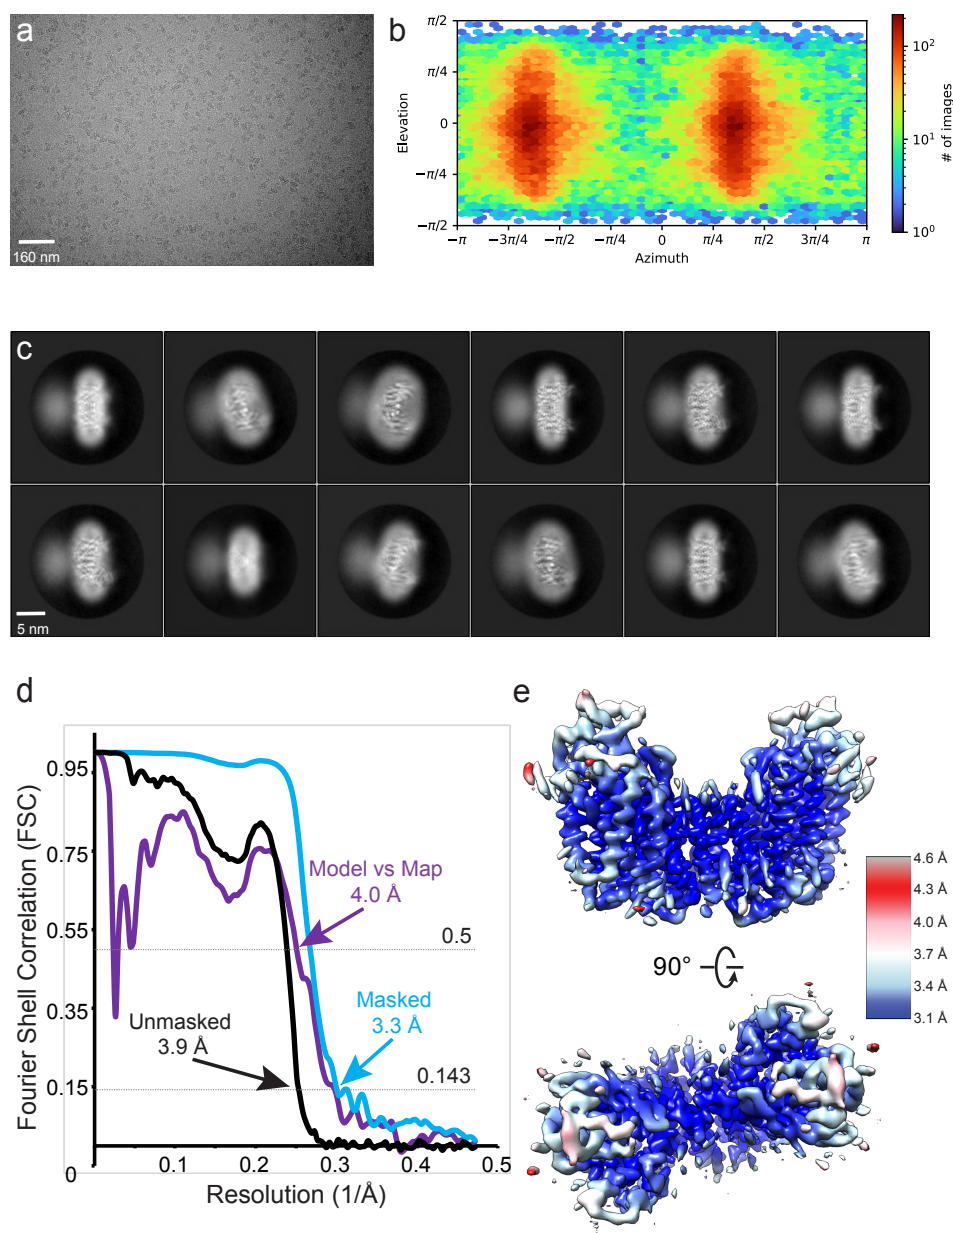 a
160 nm
b
π/2
π/4
0
−π/4
−π/2
Elevation
−π
−3π/4
−π/2
−π/4
0
π/4
π/2
3π/4
π
Azimuth
10²
10¹
10⁰
# of images
c
5 nm
d
0.95
0.75
0.55
0.35
0.15
0
Fourier Shell Correlation (FSC)
Model vs Map
4.0 Å
0.5
Masked
3.3 Å
Unmasked
3.9 Å
0.143
0.1
0.2
0.3
0.4
0.5
Resolution (1/Å)
e
4.6 Å
4.3 Å
4.0 Å
3.7 Å
3.4 Å
3.1 Å
90°